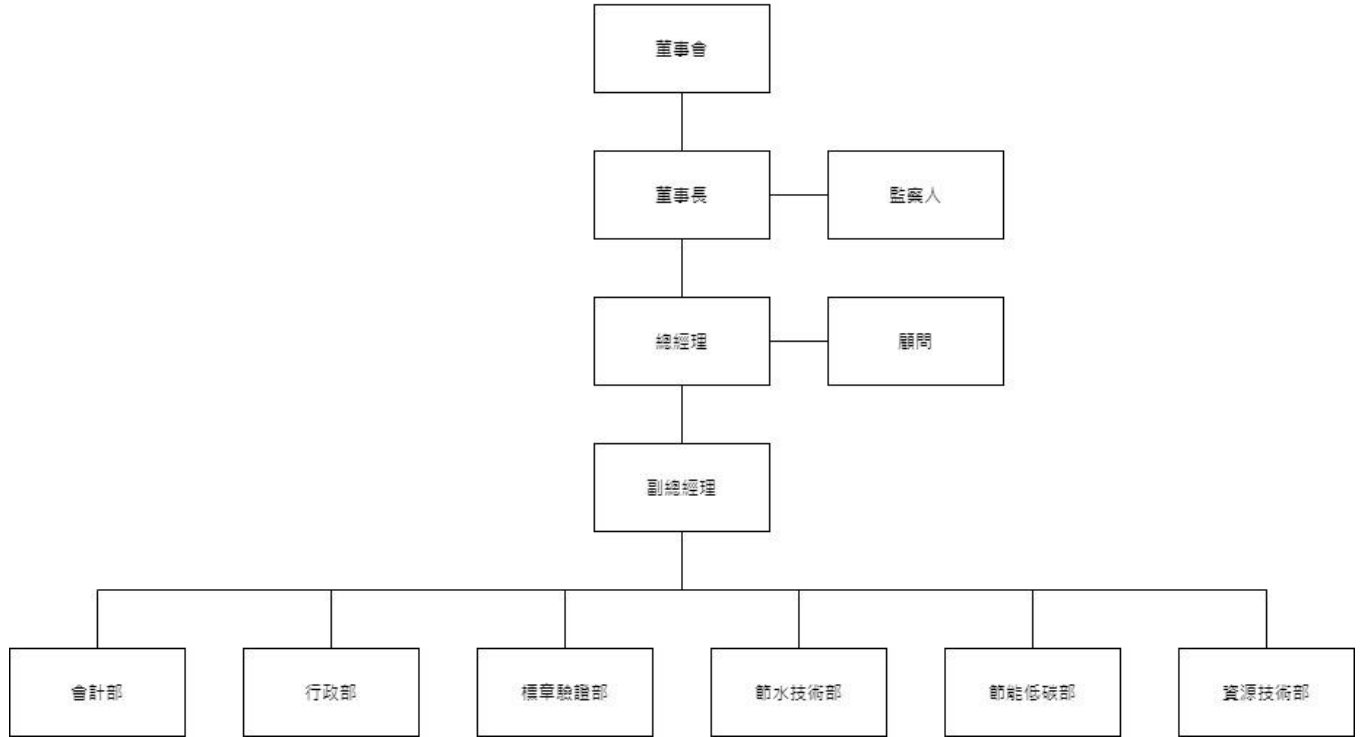 董事會
董事長
監察人
總經理
顧問
副總經理
會計部
行政部
標章驗證部
節水技術部
節能低碳部
資源技術部